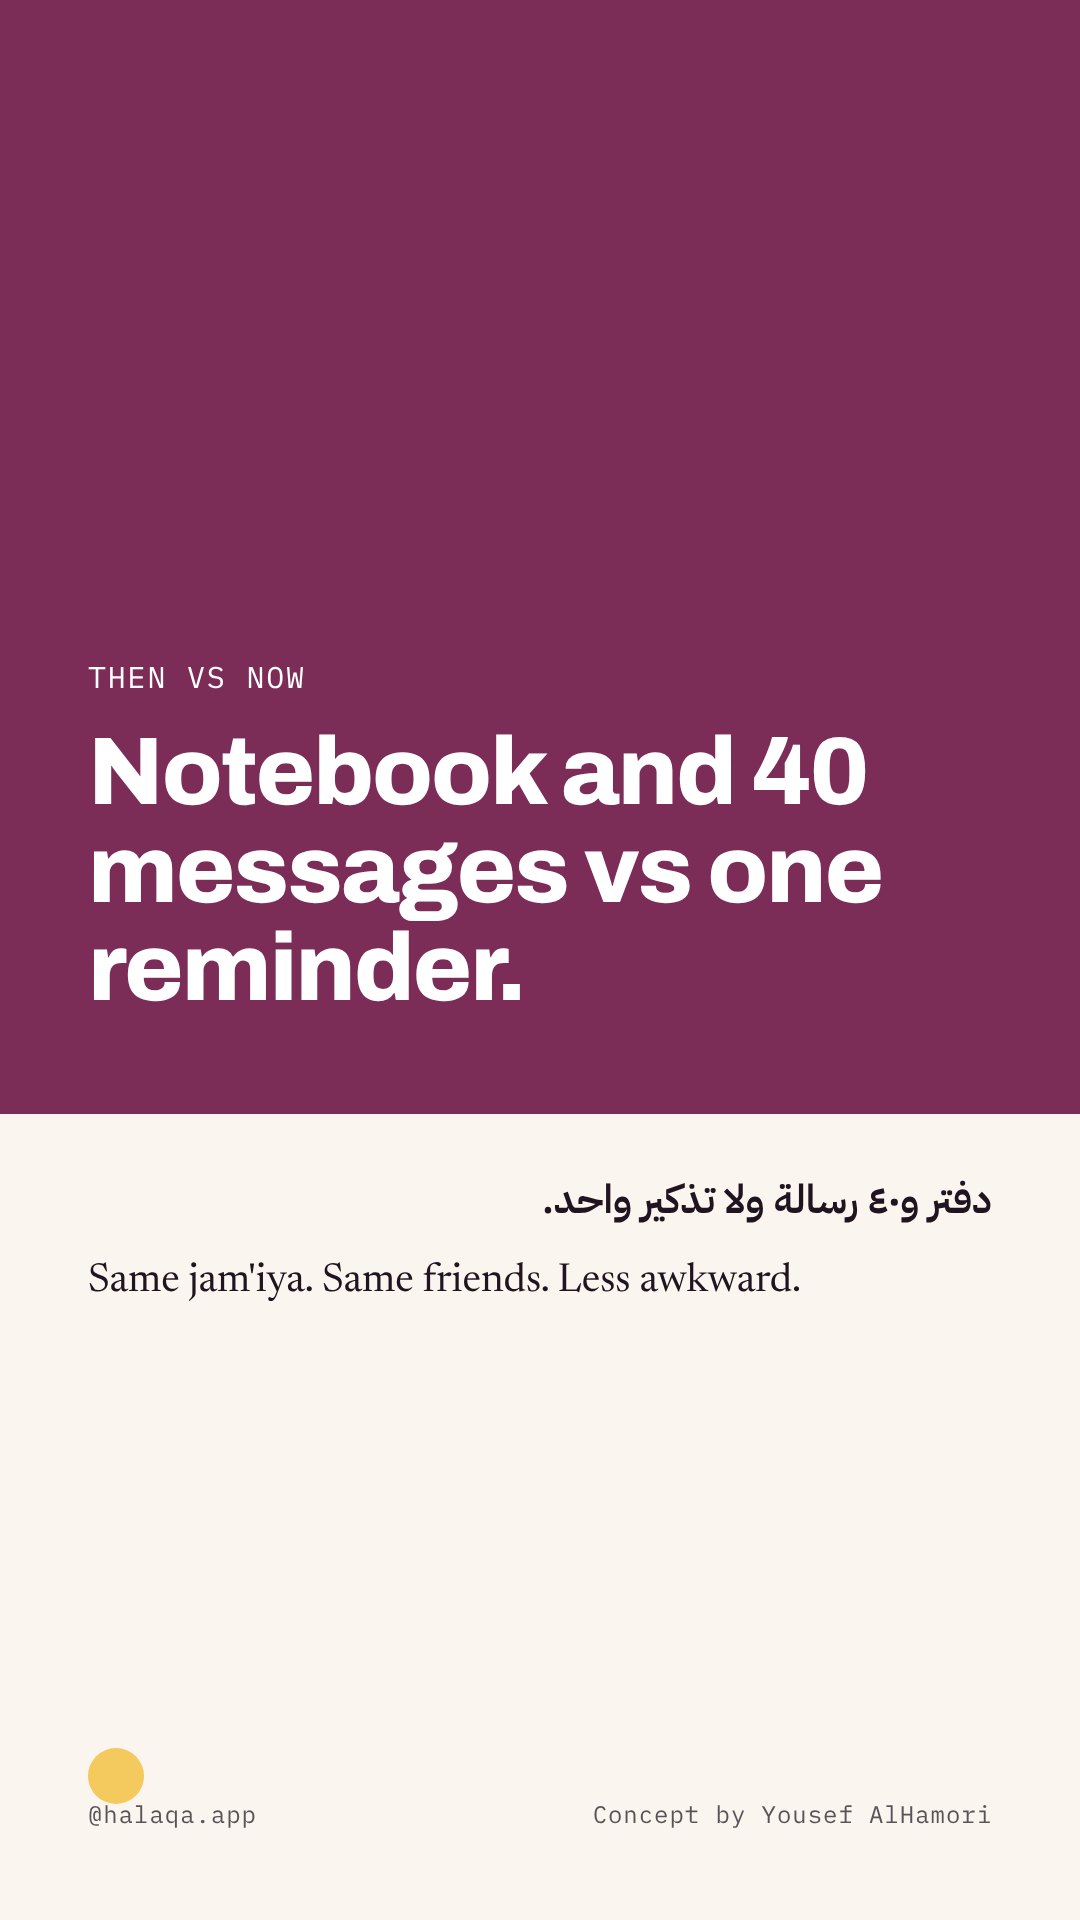 THEN VS NOW
Notebook and 40
messages vs one
reminder.
دفتر و٤٠ رسالة ولا تذكير واحد.
Same jam'iya. Same friends. Less awkward.
@halaqa.app
Concept by Yousef AlHamori